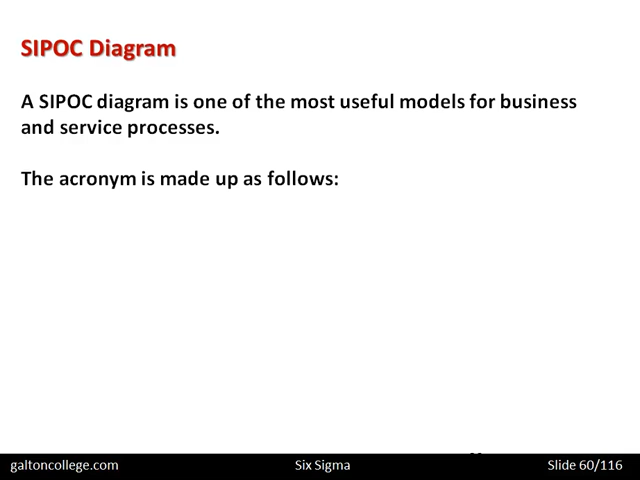 SIPOC Diagram
A SIPOC diagram is one of the most useful models for business
and service processes.
The acronym is made up as follows:
galtoncollege.com
Six Sigma
Slide 60/116